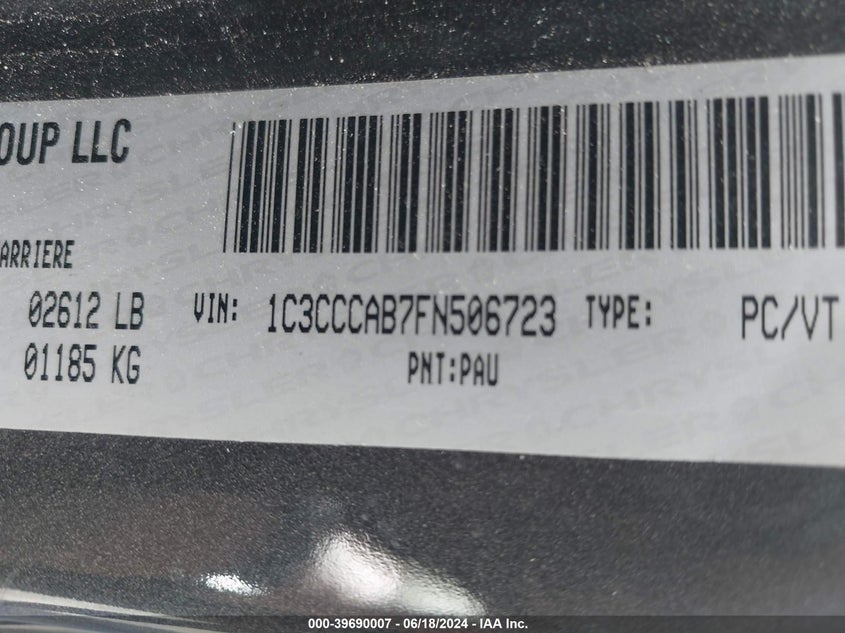 OUP LLC
ARRIERE
02612 LB VIN: 1C3CCCAB7FN506723 TYPE: PC/VT
01185 KG PNT:PAU
000-39690007 - 06/18/2024 - IAA Inc.